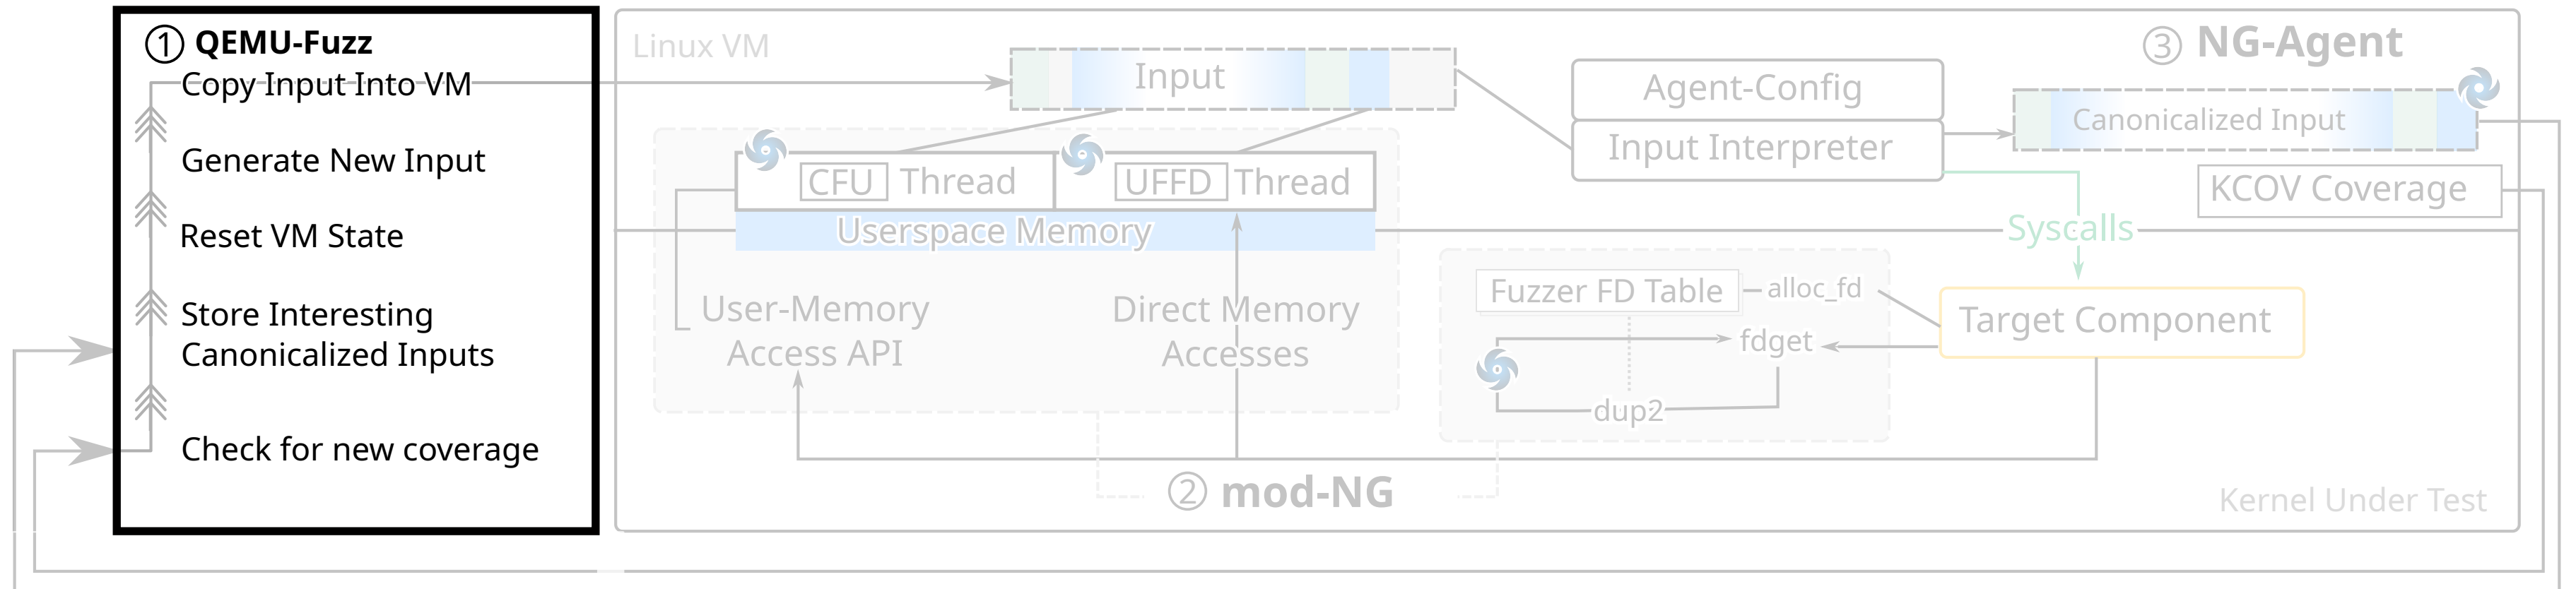 ① QEMU-Fuzz
Copy Input Into VM
Generate New Input
Reset VM State
Store Interesting
Canonicalized Inputs
Check for new coverage
Linux VM
Input
CFU Thread
UFFD Thread
Userspace Memory
User-Memory
Access API
Direct Memory
Accesses
② mod-NG
Agent-Config
Input Interpreter
③ NG-Agent
Canonicalized Input
KCOV Coverage
Syscalls
Fuzzer FD Table
alloc_fd
fdget
dup2
Target Component
Kernel Under Test